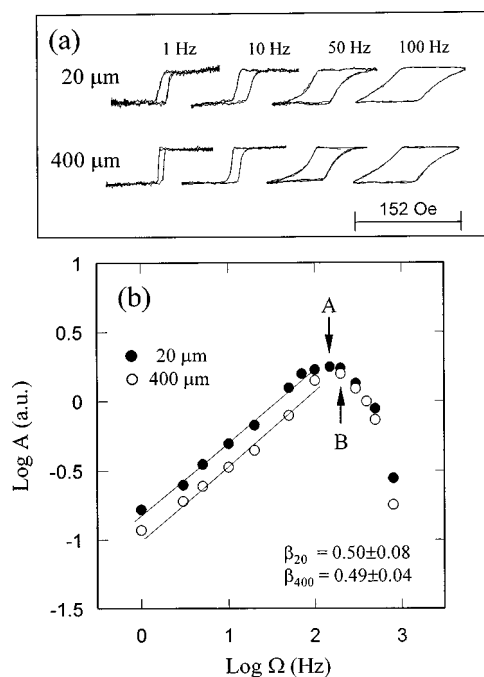 (a)
1 Hz 10 Hz 50 Hz 100 Hz
20 μm
400 μm
152 Oe
(b)
A
● 20 μm
○ 400 μm
B
β20 = 0.50±0.08
β400 = 0.49±0.04
1
0.5
0
-0.5
-1
-1.5
Log A (a.u.)
0 1 2 3
Log Ω (Hz)